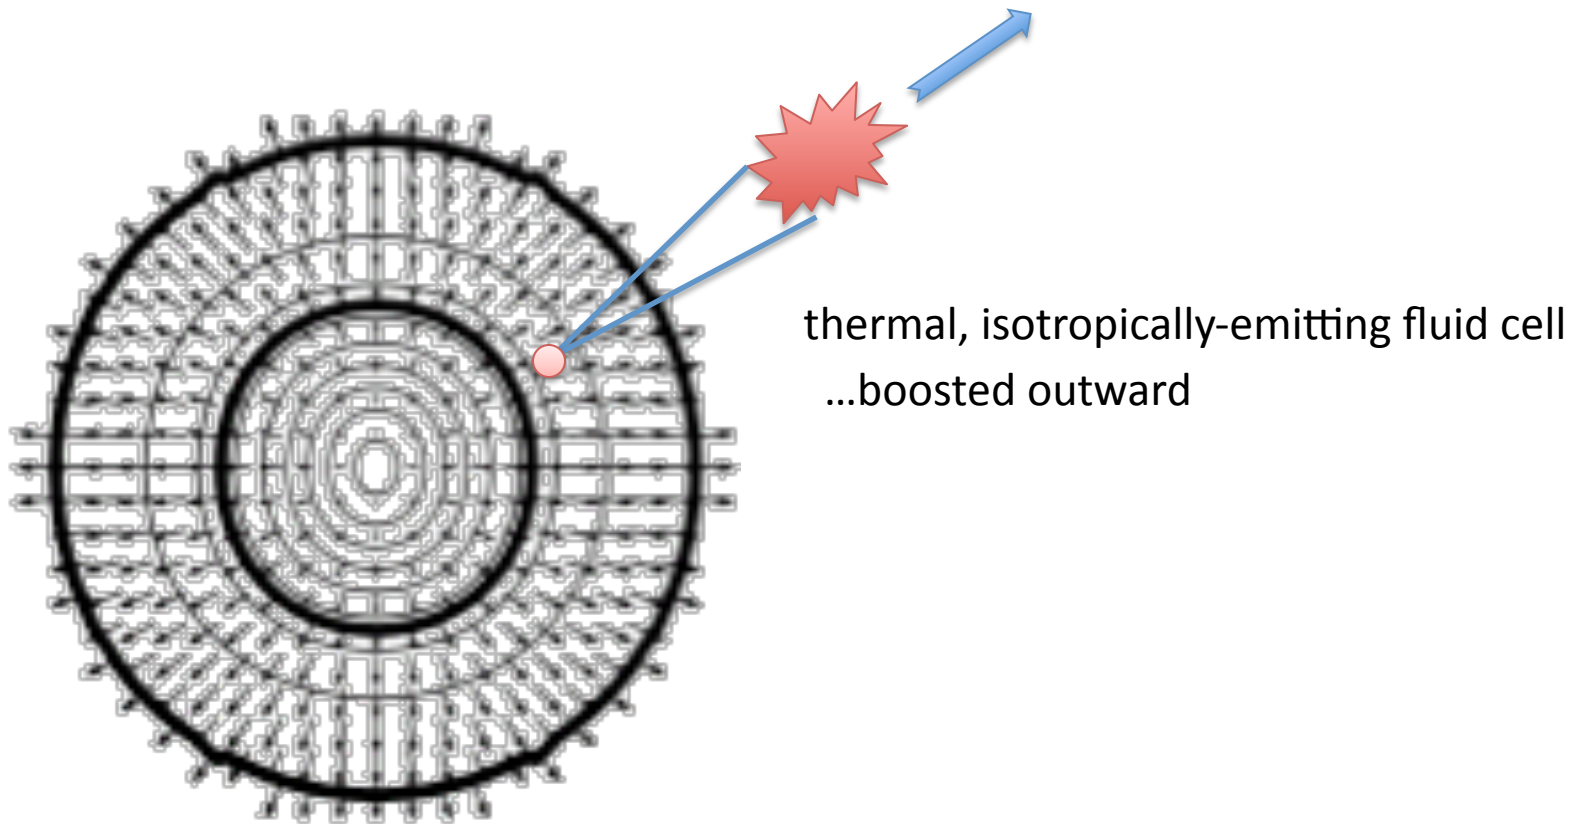 thermal, isotropically-emitting fluid cell
...boosted outward